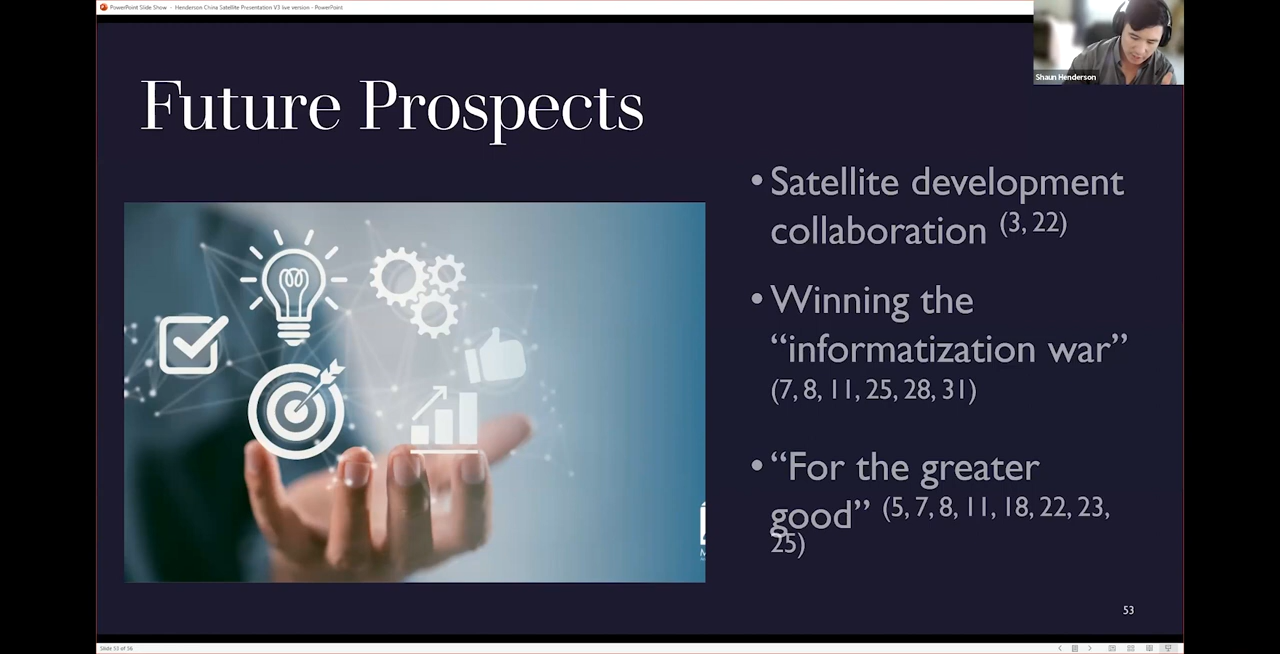 PowerPoint Slide Show - Henderson China Satellite Presentation V3 live version - PowerPoint
Shaun Henderson
Future Prospects
• Satellite development
collaboration (3, 22)
• Winning the
“informatization war”
(7, 8, 11, 25, 28, 31)
• “For the greater
good” (5, 7, 8, 11, 18, 22, 23,
25)
53
Slide 53 of 56